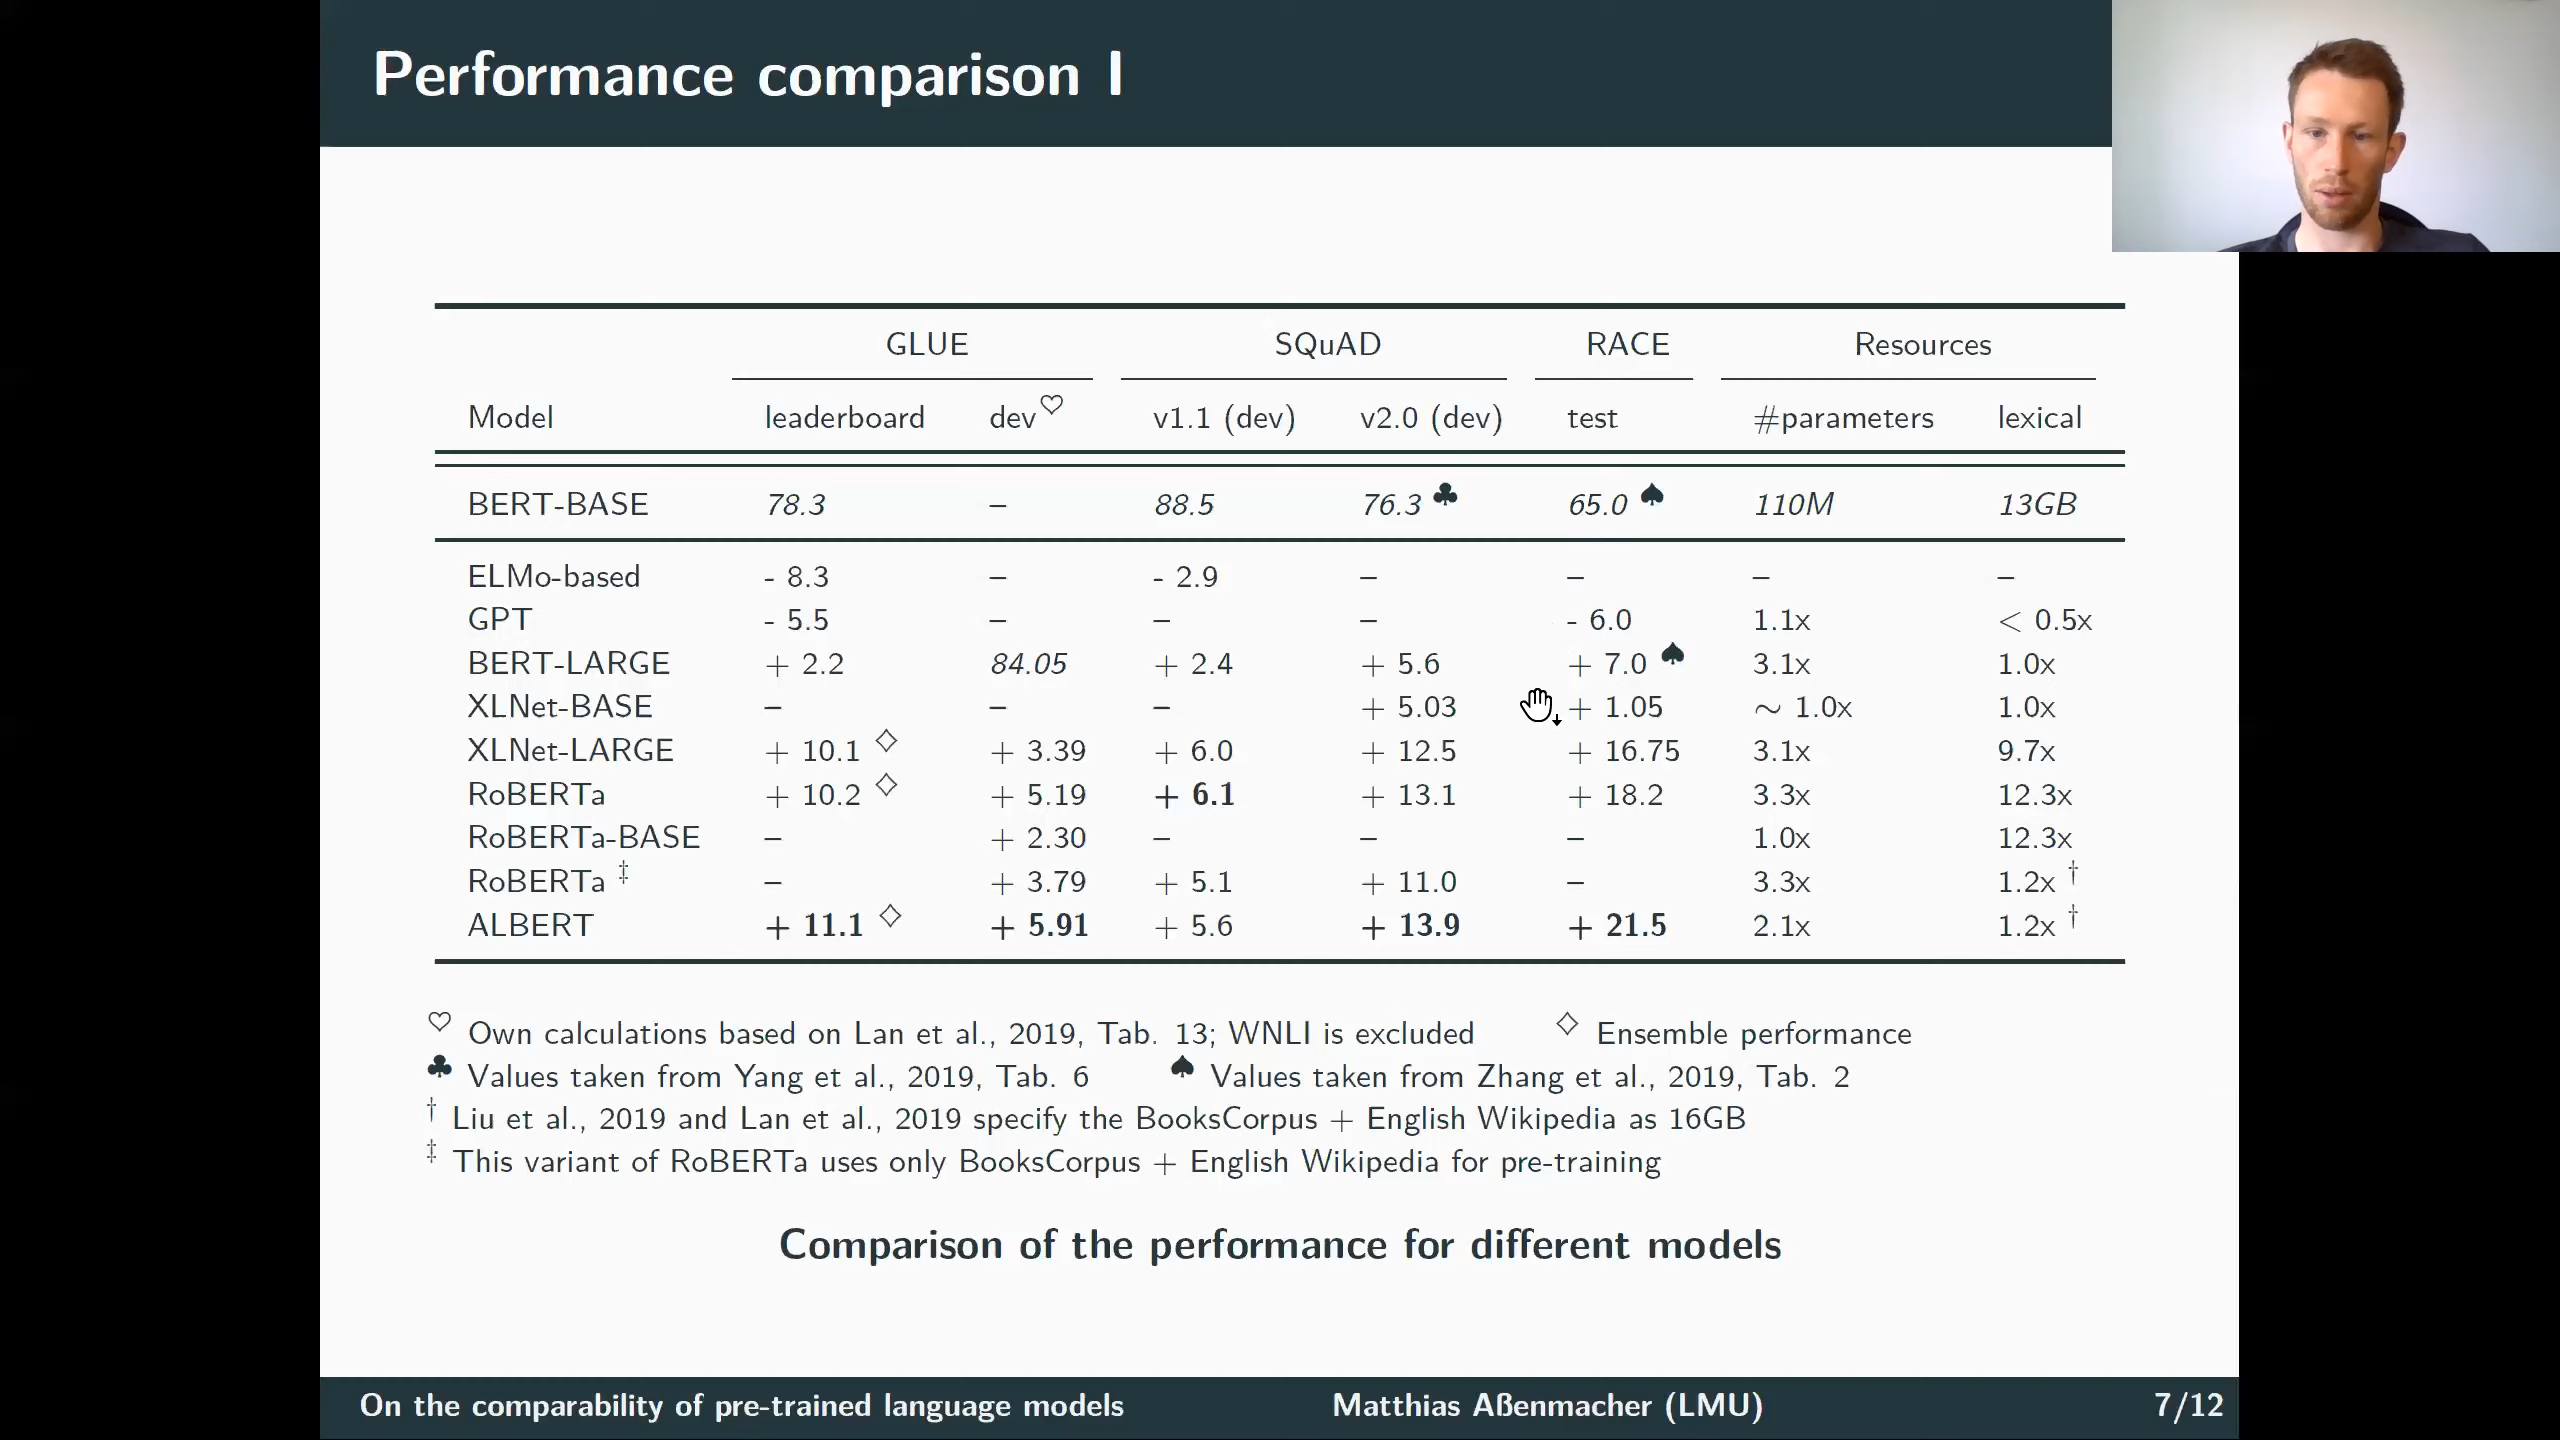 Performance comparison I
GLUE SQuAD RACE Resources
Model leaderboard dev♡ v1.1 (dev) v2.0 (dev) test #parameters lexical
BERT-BASE 78.3 – 88.5 76.3 ♣ 65.0 ♠ 110M 13GB
ELMo-based - 8.3 – - 2.9 – – – –
GPT - 5.5 – – – - 6.0 1.1x < 0.5x
BERT-LARGE + 2.2 84.05 + 2.4 + 5.6 + 7.0 ♠ 3.1x 1.0x
XLNet-BASE – – – + 5.03 + 1.05 ∼ 1.0x 1.0x
XLNet-LARGE + 10.1 ♢ + 3.39 + 6.0 + 12.5 + 16.75 3.1x 9.7x
RoBERTa + 10.2 ♢ + 5.19 + 6.1 + 13.1 + 18.2 3.3x 12.3x
RoBERTa-BASE – + 2.30 – – – 1.0x 12.3x
RoBERTa ‡ – + 3.79 + 5.1 + 11.0 – 3.3x 1.2x †
ALBERT + 11.1 ♢ + 5.91 + 5.6 + 13.9 + 21.5 2.1x 1.2x †
♡ Own calculations based on Lan et al., 2019, Tab. 13; WNLI is excluded ♢ Ensemble performance
♣ Values taken from Yang et al., 2019, Tab. 6 ♠ Values taken from Zhang et al., 2019, Tab. 2
† Liu et al., 2019 and Lan et al., 2019 specify the BooksCorpus + English Wikipedia as 16GB
‡ This variant of RoBERTa uses only BooksCorpus + English Wikipedia for pre-training
Comparison of the performance for different models
On the comparability of pre-trained language models Matthias Aßenmacher (LMU) 7/12